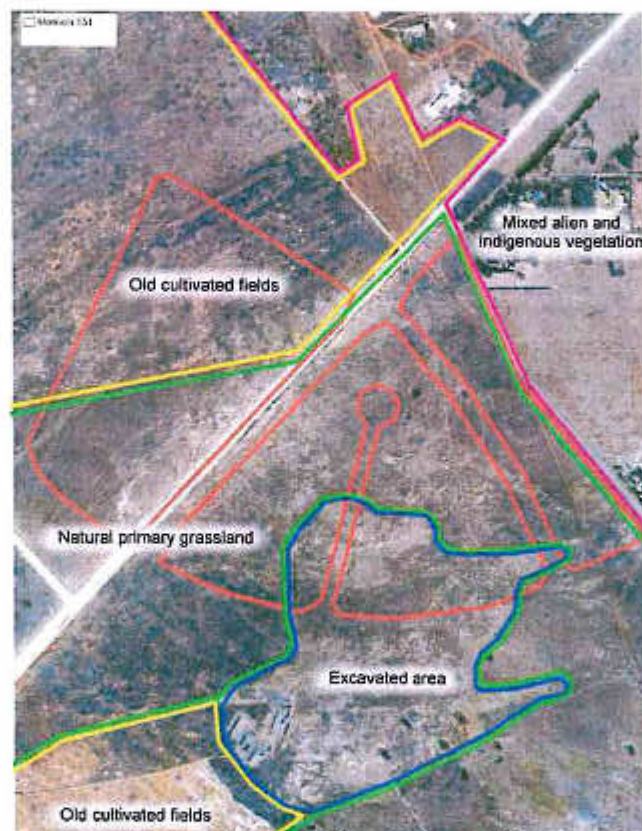 Mixed alien and
indigenous vegetation
Old cultivated fields
Natural primary grassland
Excavated area
Old cultivated fields